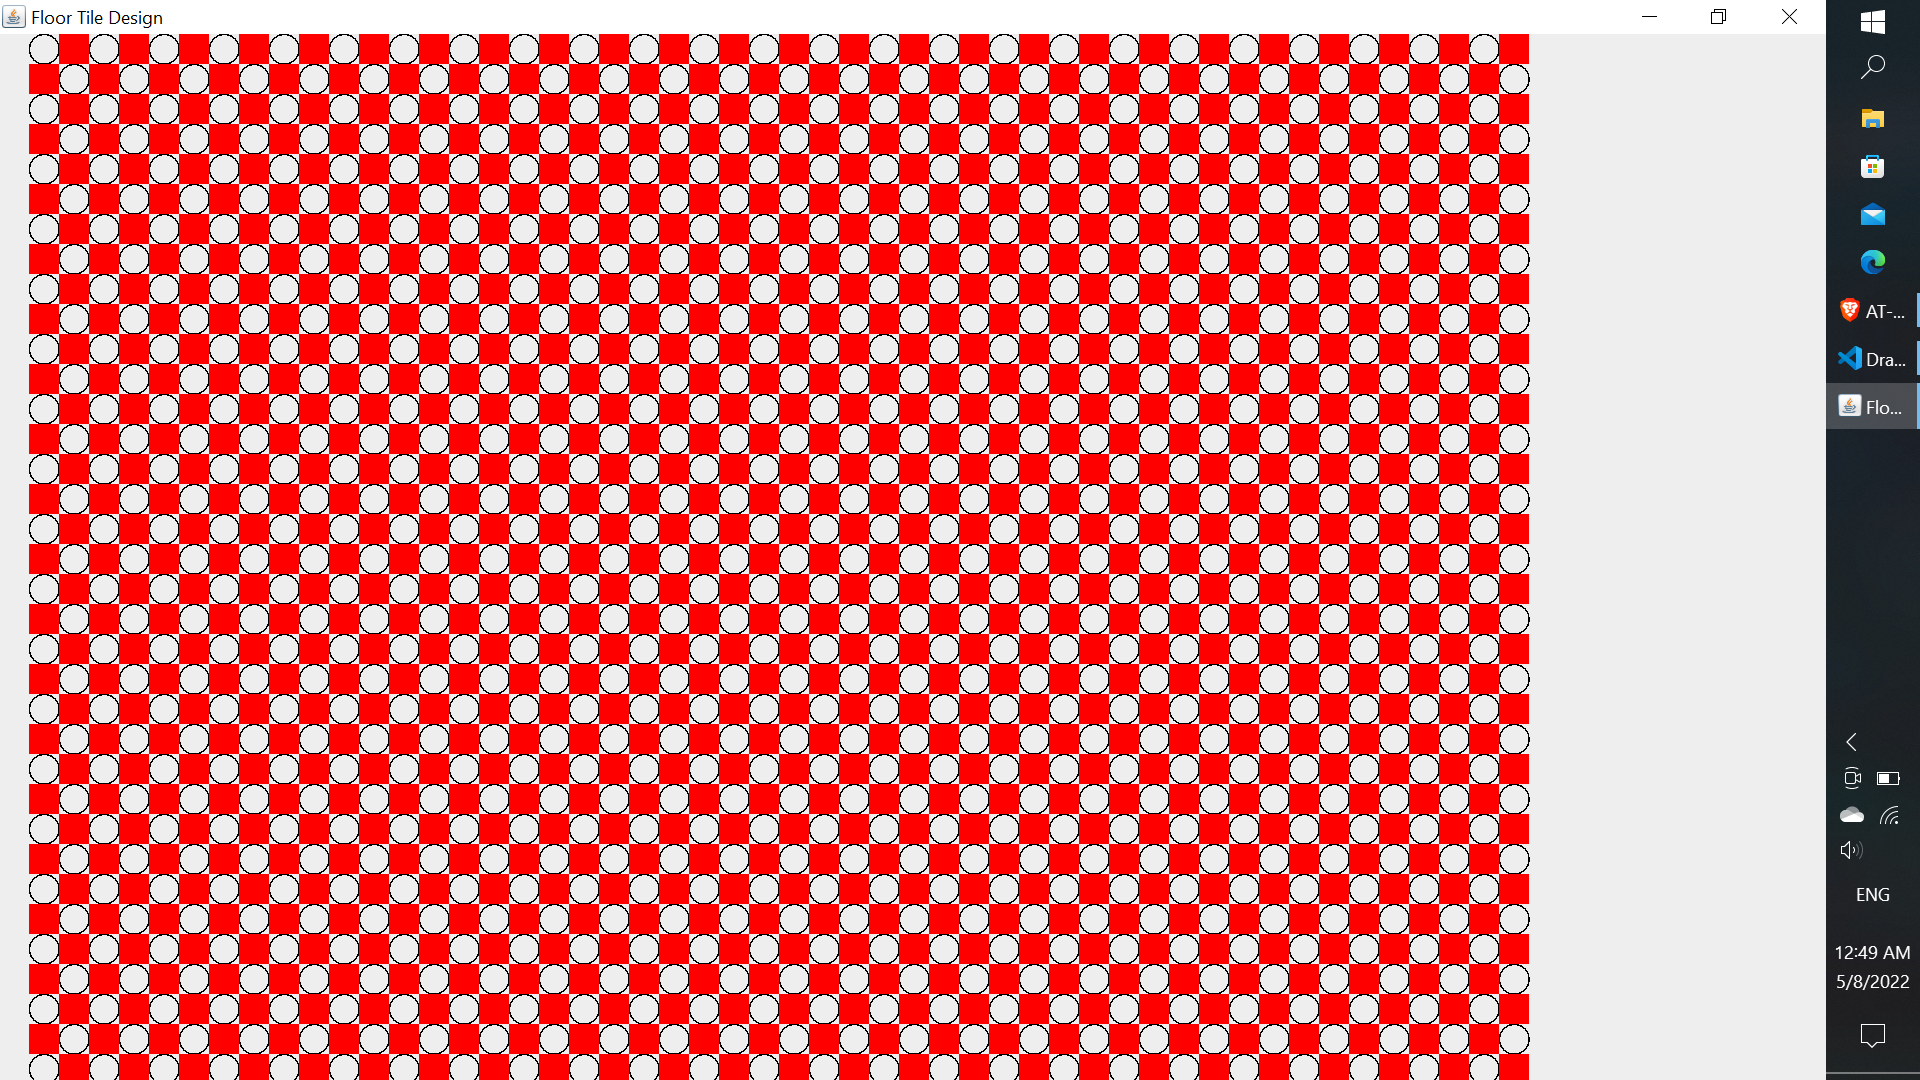 Floor Tile Design
AT-...
Dra...
Flo...
ENG
12:49 AM
5/8/2022